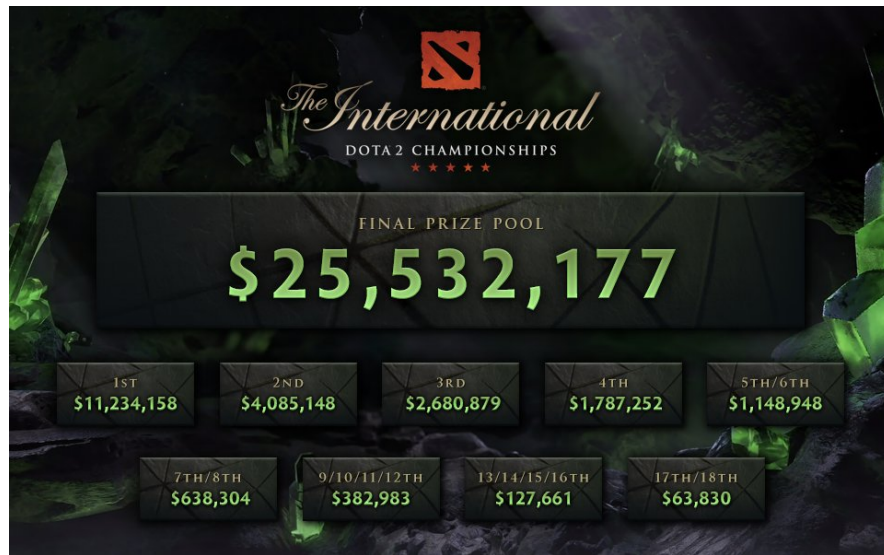 The International
DOTA 2 CHAMPIONSHIPS
FINAL PRIZE POOL
$25,532,177
1ST
$11,234,158
2ND
$4,085,148
3RD
$2,680,879
4TH
$1,787,252
5TH/6TH
$1,148,948
7TH/8TH
$638,304
9/10/11/12TH
$382,983
13/14/15/16TH
$127,661
17TH/18TH
$63,830